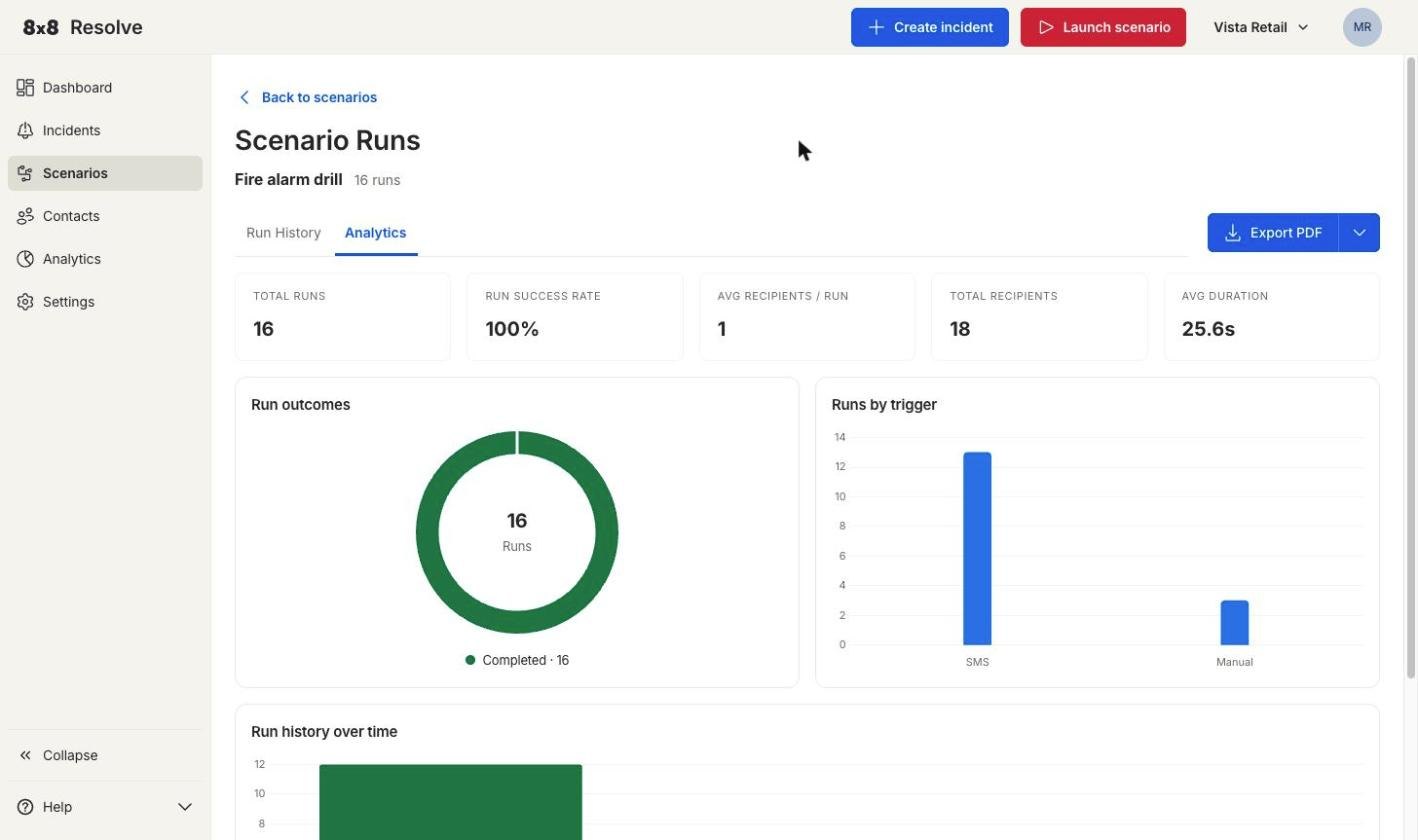 8x8 Resolve
Create incident
Launch scenario
Vista Retail
MR
Dashboard
Incidents
Scenarios
Contacts
Analytics
Settings
Collapse
Help
Back to scenarios
Scenario Runs
Fire alarm drill 16 runs
Run History
Analytics
Export PDF
TOTAL RUNS
16
RUN SUCCESS RATE
100%
AVG RECIPIENTS / RUN
1
TOTAL RECIPIENTS
18
AVG DURATION
25.6s
Run outcomes
16
Runs
Completed · 16
Runs by trigger
14
12
10
8
6
4
2
0
SMS
Manual
Run history over time
12
10
8